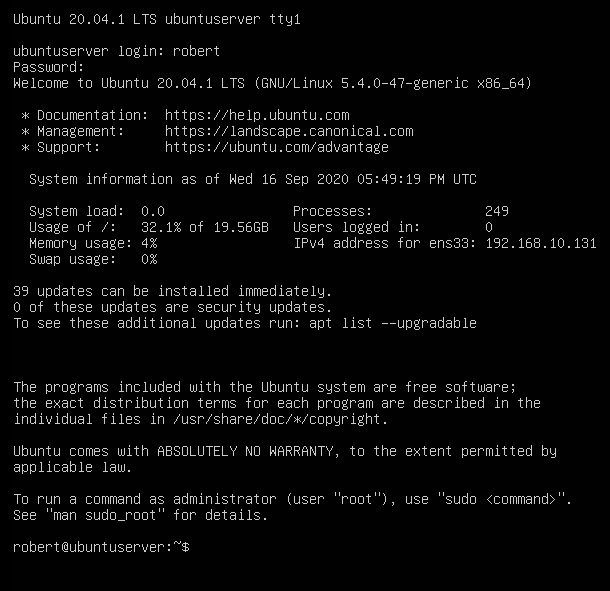 Ubuntu 20.04.1 LTS ubuntuserver tty1
ubuntuserver login: robert
Password:
Welcome to Ubuntu 20.04.1 LTS (GNU/Linux 5.4.0-47-generic x86_64)
* Documentation:  https://help.ubuntu.com
* Management:     https://landscape.canonical.com
* Support:        https://ubuntu.com/advantage
System information as of Wed 16 Sep 2020 05:49:19 PM UTC
System load:  0.0                Processes:              249
Usage of /:   32.1% of 19.56GB   Users logged in:        0
Memory usage: 4%                 IPv4 address for ens33: 192.168.10.131
Swap usage:   0%
39 updates can be installed immediately.
0 of these updates are security updates.
To see these additional updates run: apt list --upgradable
The programs included with the Ubuntu system are free software;
the exact distribution terms for each program are described in the
individual files in /usr/share/doc/*/copyright.
Ubuntu comes with ABSOLUTELY NO WARRANTY, to the extent permitted by
applicable law.
To run a command as administrator (user "root"), use "sudo <command>".
See "man sudo_root" for details.
robert@ubuntuserver:~$